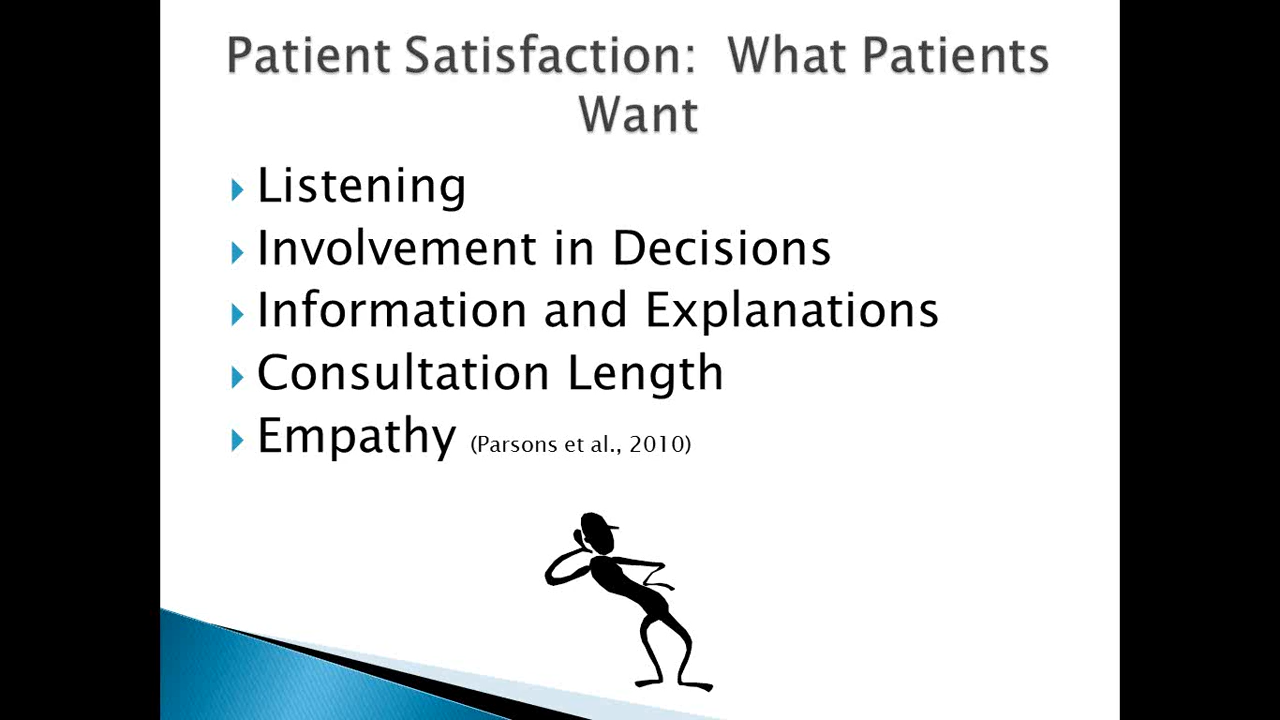 Patient Satisfaction: What Patients
Want
Listening
Involvement in Decisions
Information and Explanations
Consultation Length
Empathy (Parsons et al., 2010)